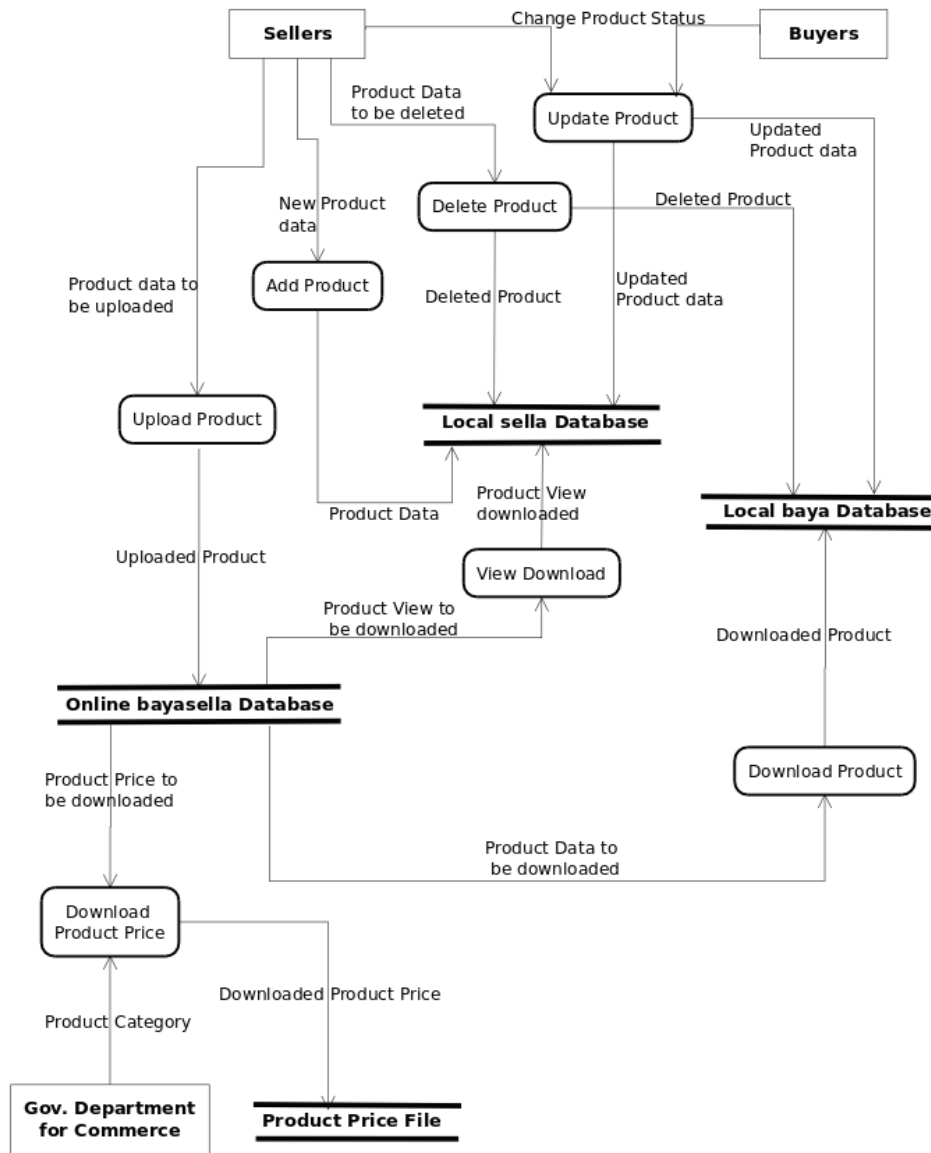 Change Product Status
Sellers
Buyers
Product Data
to be deleted
Update Product
Updated
Product data
Delete Product
Deleted Product
New Product
data
Product data to
be uploaded
Add Product
Deleted Product
Updated
Product data
Upload Product
Local sella Database
Product View
downloaded
Product Data
Local baya Database
Uploaded Product
View Download
Product View to
be downloaded
Downloaded Product
Online bayasella Database
Product Price to
be downloaded
Download Product
Product Data to
be downloaded
Download
Product Price
Downloaded Product Price
Product Category
Gov. Department
for Commerce
Product Price File